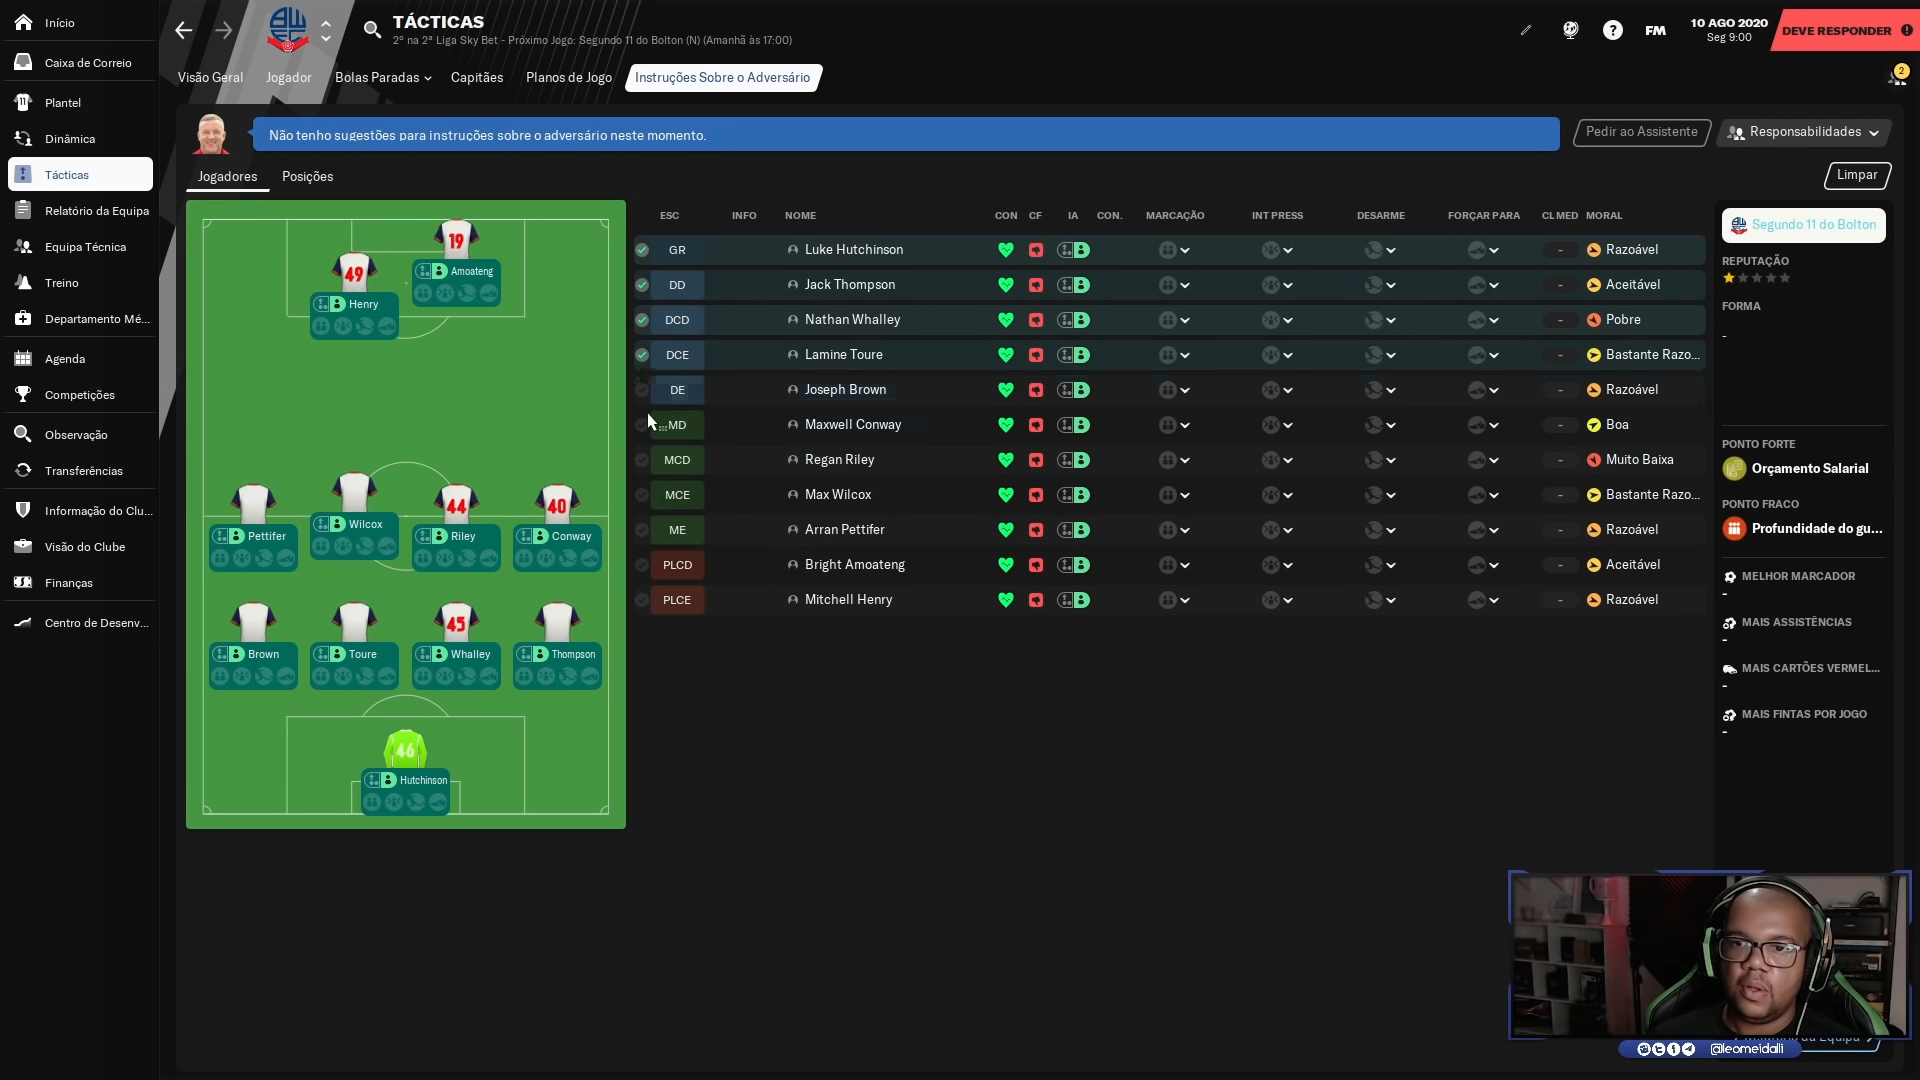 Início
Caixa de Correio
Plantel
Dinâmica
Tácticas
Relatório da Equipa
Equipa Técnica
Treino
Departamento Mé...
Agenda
Competições
Observação
Transferências
Informação do Clu...
Visão do Clube
Finanças
Centro de Desenv...
TÁCTICAS
2º na 2ª Liga Sky Bet - Próximo Jogo: Segundo 11 do Bolton (N) (Amanhã às 17:00)
FM
10 AGO 2020
Seg 9:00
DEVE RESPONDER
2
Visão Geral
Jogador
Bolas Paradas
Capitães
Planos de Jogo
Instruções Sobre o Adversário
Não tenho sugestões para instruções sobre o adversário neste momento.
Pedir ao Assistente
Responsabilidades
Jogadores
Posições
Limpar
19
Amoateng
49
Henry
Pettifer
Wilcox
44
Riley
40
Conway
Brown
Toure
45
Whalley
Thompson
46
Hutchinson
ESC INFO NOME CON CF IA CON. MARCAÇÃO INT PRESS DESARME FORÇAR PARA CL MED MORAL
GR Luke Hutchinson - Razoável
DD Jack Thompson - Aceitável
DCD Nathan Whalley - Pobre
DCE Lamine Toure - Bastante Razo...
DE Joseph Brown - Razoável
MD Maxwell Conway - Boa
MCD Regan Riley - Muito Baixa
MCE Max Wilcox - Bastante Razo...
ME Arran Pettifer - Razoável
PLCD Bright Amoateng - Aceitável
PLCE Mitchell Henry - Razoável
Segundo 11 do Bolton
REPUTAÇÃO
FORMA
-
PONTO FORTE
Orçamento Salarial
PONTO FRACO
Profundidade do gu...
MELHOR MARCADOR
-
MAIS ASSISTÊNCIAS
-
MAIS CARTÕES VERMEL...
-
MAIS FINTAS POR JOGO
-
@leomeidalli